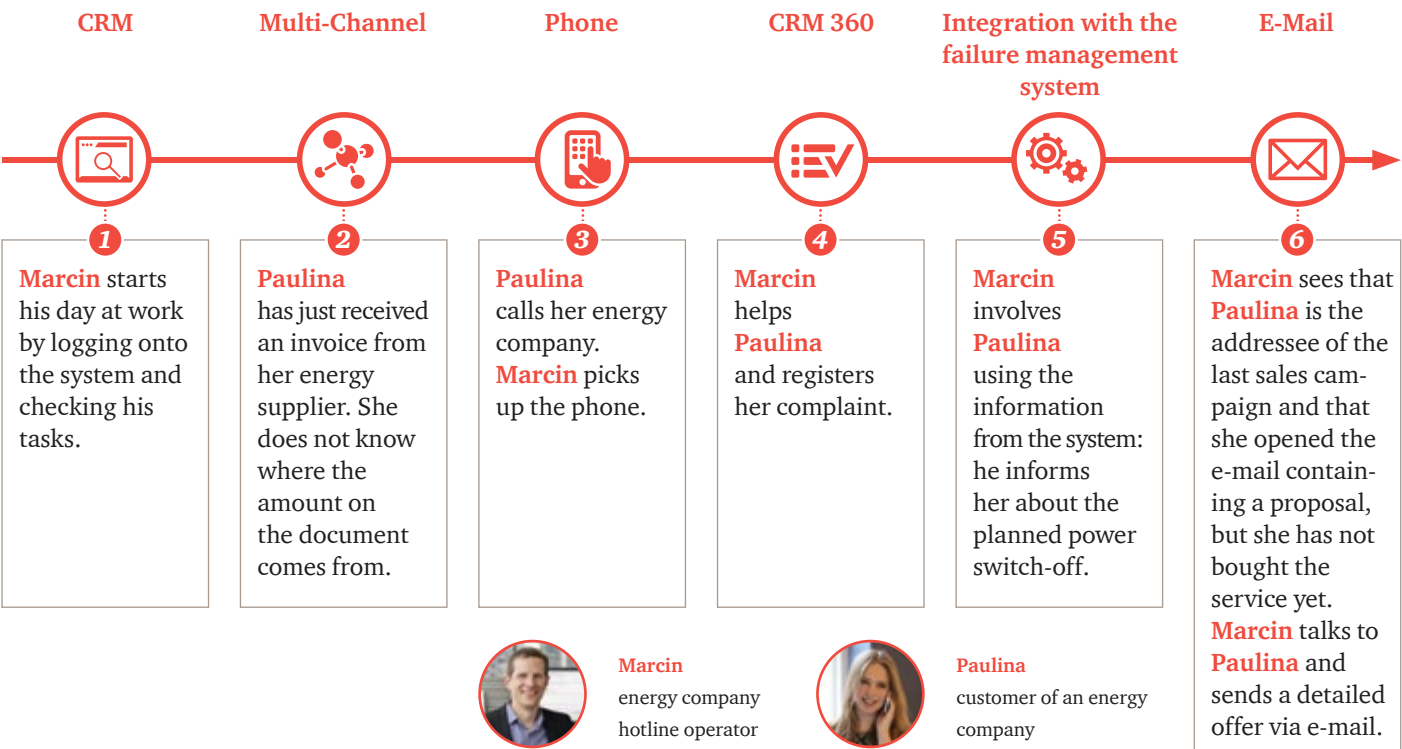 CRM
Multi-Channel
Phone
CRM 360
Integration with the
failure management
system
E-Mail
1
Marcin starts
his day at work
by logging onto
the system and
checking his
tasks.
2
Paulina
has just received
an invoice from
her energy
supplier. She
does not know
where the
amount on
the document
comes from.
3
Paulina
calls her energy
company.
Marcin picks
up the phone.
4
Marcin
helps
Paulina
and registers
her complaint.
5
Marcin
involves
Paulina
using the
information
from the system:
he informs
her about the
planned power
switch-off.
6
Marcin sees that
Paulina is the
addressee of the
last sales cam-
paign and that
she opened the
e-mail contain-
ing a proposal,
but she has not
bought the
service yet.
Marcin talks to
Paulina and
sends a detailed
offer via e-mail.
Marcin
energy company
hotline operator
Paulina
customer of an energy
company